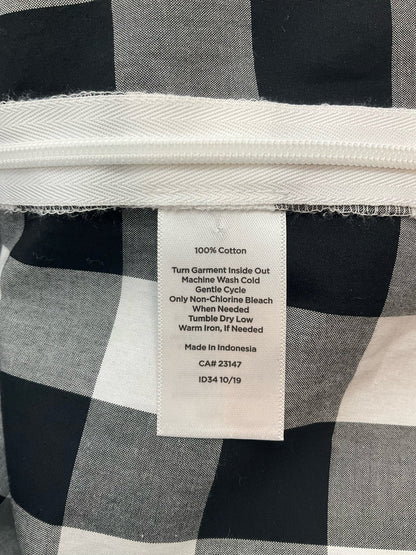 100% Cotton
Turn Garment Inside Out
Machine Wash Cold
Gentle Cycle
Only Non-Chlorine Bleach
When Needed
Tumble Dry Low
Warm Iron, If Needed
Made In Indonesia
CA# 23147
ID34 10/19